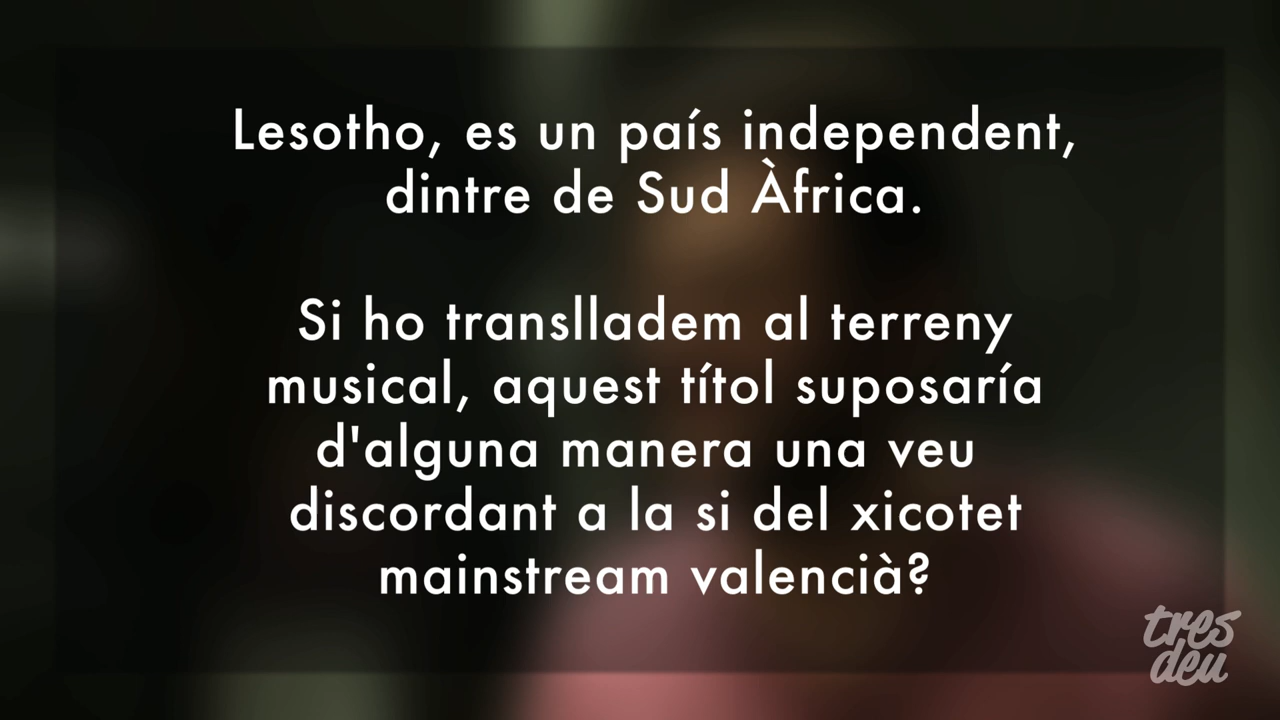 Lesotho, es un país independent,
dintre de Sud Àfrica.
Si ho translladem al terreny
musical, aquest títol suposaría
d'alguna manera una veu
discordant a la si del xicotet
mainstream valencià?
tres
deu